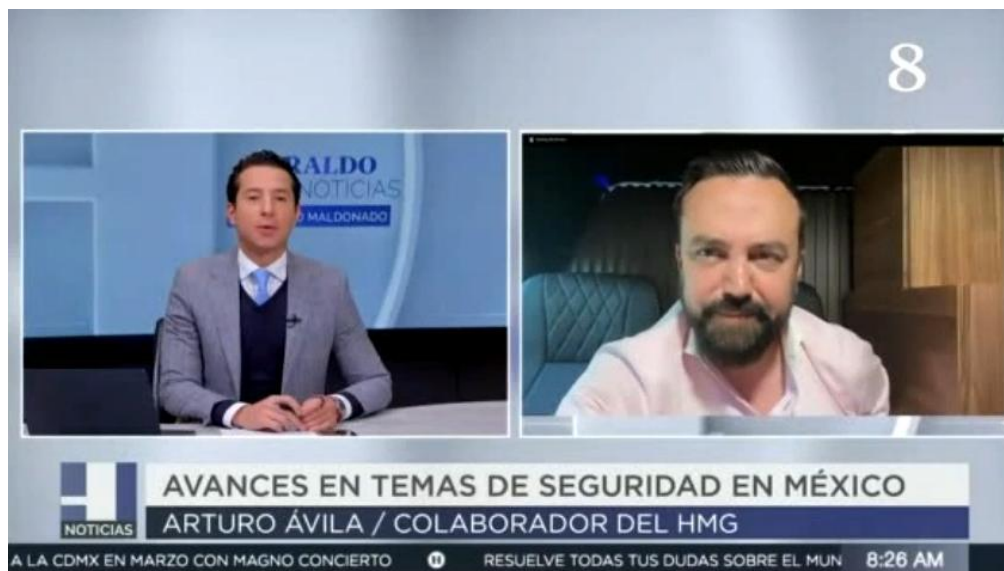 8
RALDO
NOTICIAS
O MALDONADO
AVANCES EN TEMAS DE SEGURIDAD EN MÉXICO
NOTICIAS
ARTURO ÁVILA / COLABORADOR DEL HMG
A LA CDMX EN MARZO CON MAGNO CONCIERTO
RESUELVE TODAS TUS DUDAS SOBRE EL MUN
8:26 AM